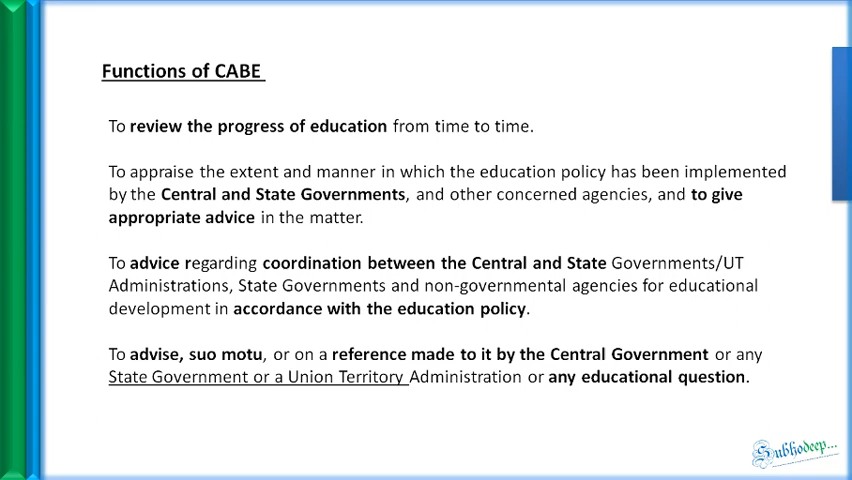 Functions of CABE
To review the progress of education from time to time.
To appraise the extent and manner in which the education policy has been implemented
by the Central and State Governments, and other concerned agencies, and to give
appropriate advice in the matter.
To advice regarding coordination between the Central and State Governments/UT
Administrations, State Governments and non-governmental agencies for educational
development in accordance with the education policy.
To advise, suo motu, or on a reference made to it by the Central Government or any
State Government or a Union Territory Administration or any educational question.
Subhodeep...